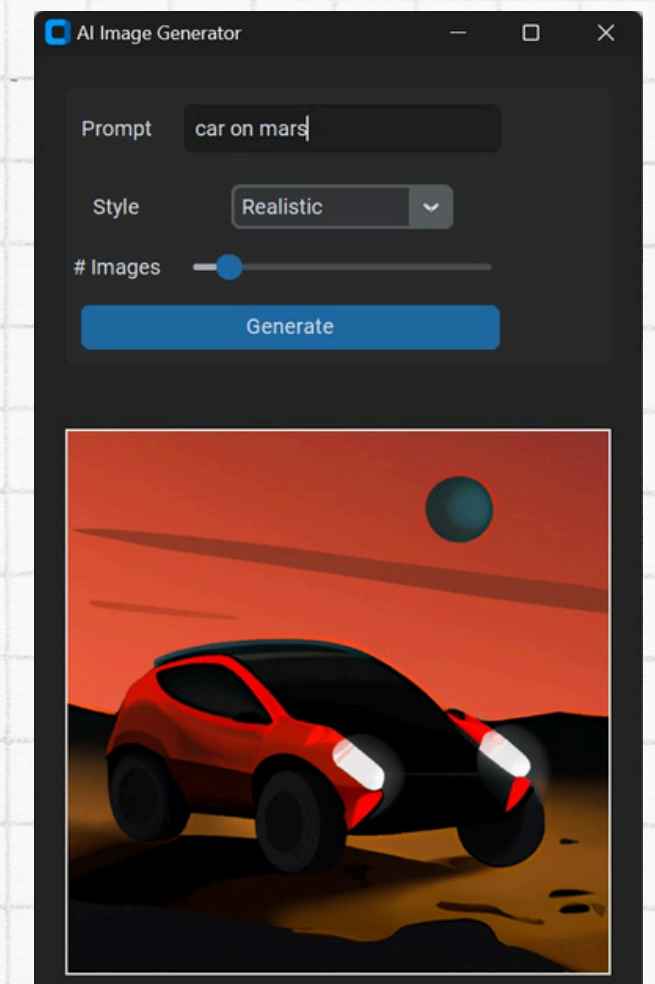 AI Image Generator
Prompt car on mars
Style Realistic
# Images
Generate